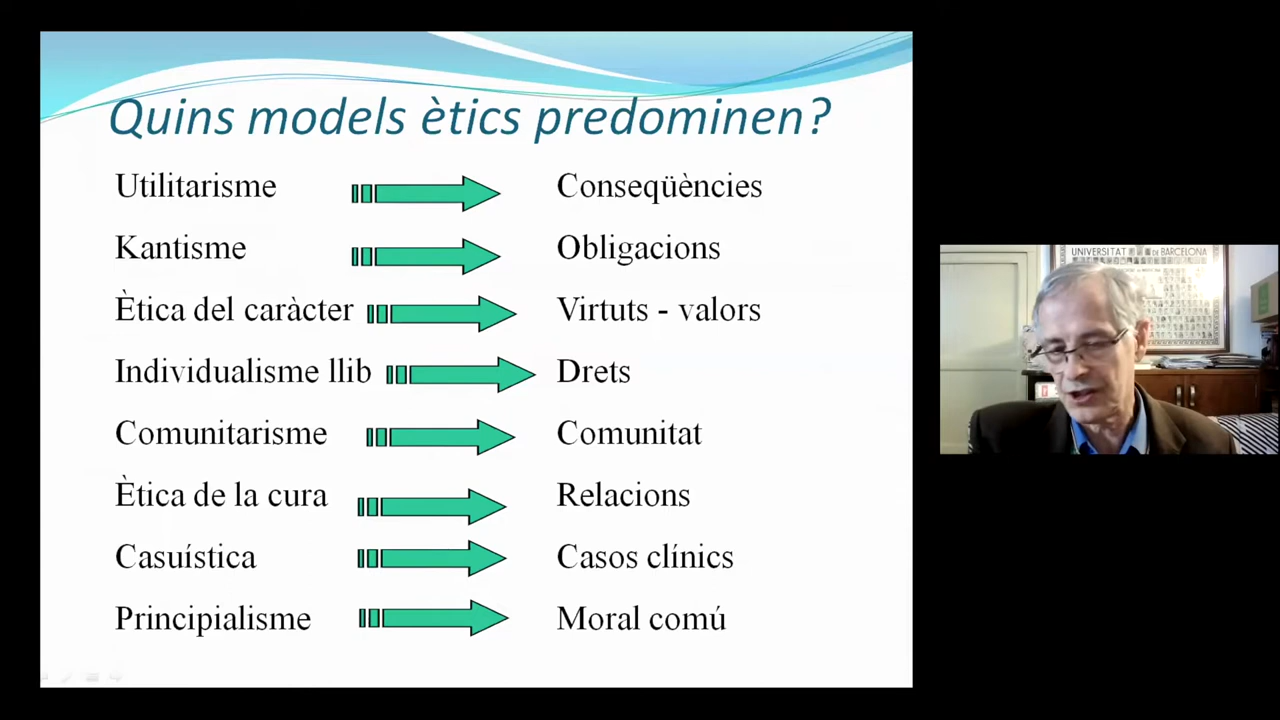 Quins models ètics predominen?
Utilitarisme Conseqüències
Kantisme Obligacions
Ètica del caràcter Virtuts - valors
Individualisme llib Drets
Comunitarisme Comunitat
Ètica de la cura Relacions
Casuística Casos clínics
Principialisme Moral comú
UNIVERSITAT DE BARCELONA